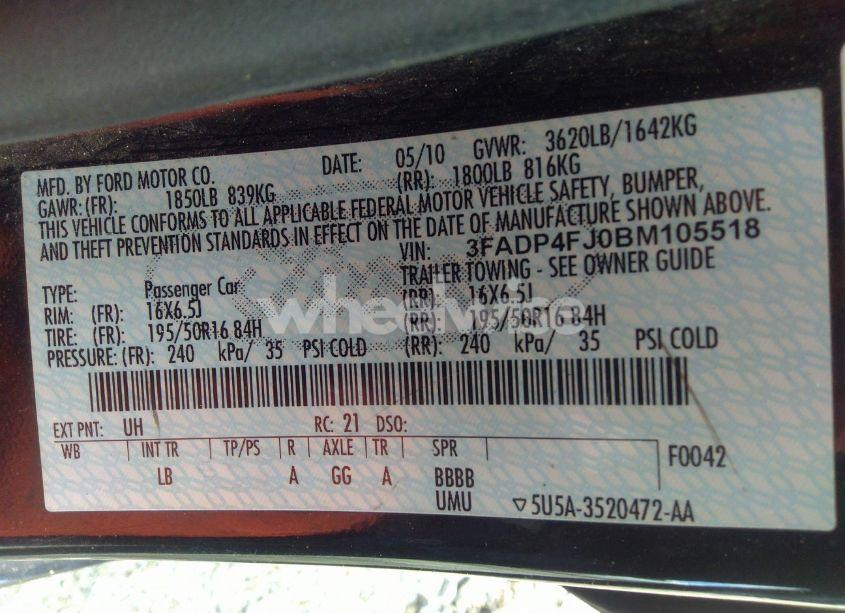 MFD. BY FORD MOTOR CO. DATE: 05/10 GVWR: 3620LB/1642KG
GAWR: (FR): 1850LB 839KG (RR): 1800LB 816KG
THIS VEHICLE CONFORMS TO ALL APPLICABLE FEDERAL MOTOR VEHICLE SAFETY, BUMPER,
AND THEFT PREVENTION STANDARDS IN EFFECT ON THE DATE OF MANUFACTURE SHOWN ABOVE.
VIN: 3FADP4FJ0BM105518
TYPE: Passenger Car TRAILER TOWING - SEE OWNER GUIDE
RIM: (FR): 16X6.5J (RR): 16X6.5J
TIRE: (FR): 195/50R16 84H (RR): 195/50R16 84H
PRESSURE: (FR): 240 kPa/ 35 PSI COLD (RR): 240 kPa/ 35 PSI COLD
wheelwise
EXT PNT: UH RC: 21 DSO:
WB INT TR TP/PS R AXLE TR SPR F0042
LB A GG A BBBB
UMU ▽5U5A-3520472-AA